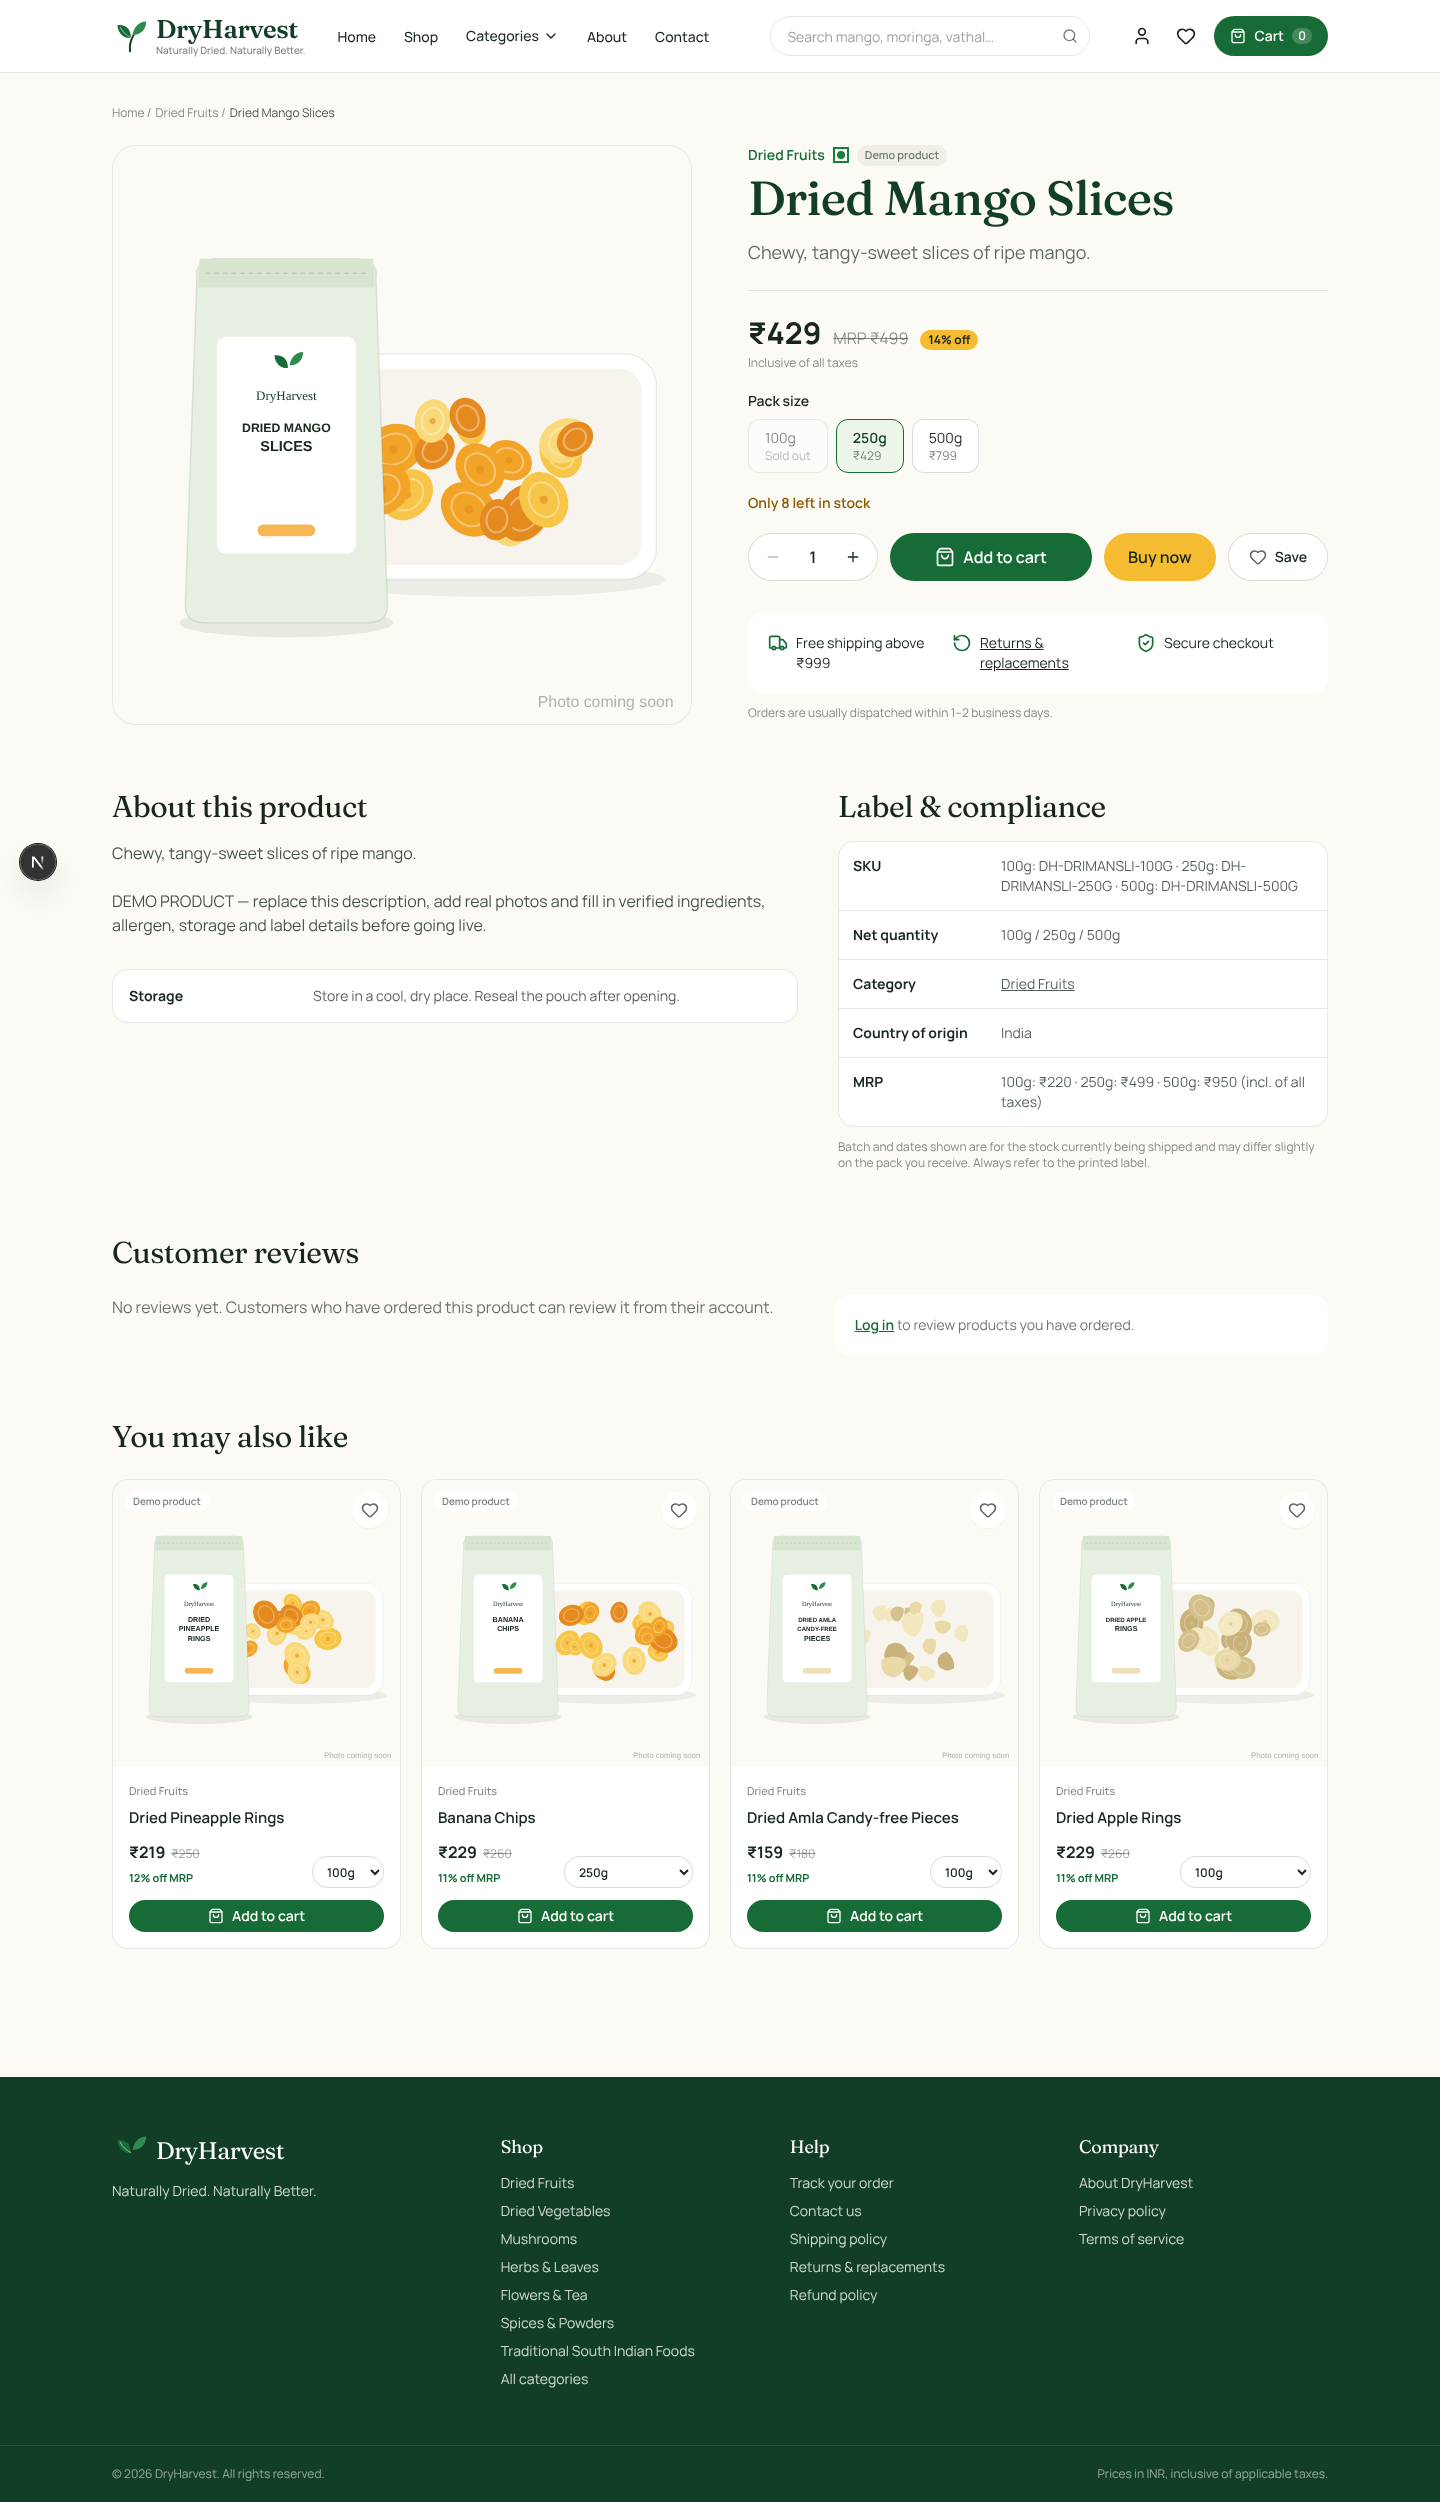 DryHarvest
Naturally Dried. Naturally Better.
Home
Shop
Categories
About
Contact
Search mango, moringa, vathal...
Cart 0
Home / Dried Fruits / Dried Mango Slices
DryHarvest
DRIED MANGO
SLICES
Photo coming soon
Dried Fruits
Demo product
Dried Mango Slices
Chewy, tangy-sweet slices of ripe mango.
₹429 MRP ₹499 14% off
Inclusive of all taxes
Pack size
100g
Sold out
250g
₹429
500g
₹799
Only 8 left in stock
1
Add to cart
Buy now
Save
Free shipping above
₹999
Returns &
replacements
Secure checkout
Orders are usually dispatched within 1–2 business days.
About this product
Chewy, tangy-sweet slices of ripe mango.
DEMO PRODUCT — replace this description, add real photos and fill in verified ingredients,
allergen, storage and label details before going live.
Storage
Store in a cool, dry place. Reseal the pouch after opening.
Label & compliance
SKU
100g: DH-DRIMANSLI-100G · 250g: DH-
DRIMANSLI-250G · 500g: DH-DRIMANSLI-500G
Net quantity
100g / 250g / 500g
Category
Dried Fruits
Country of origin
India
MRP
100g: ₹220 · 250g: ₹499 · 500g: ₹950 (incl. of all
taxes)
Batch and dates shown are for the stock currently being shipped and may differ slightly
on the pack you receive. Always refer to the printed label.
N
Customer reviews
No reviews yet. Customers who have ordered this product can review it from their account.
Log in to review products you have ordered.
You may also like
Demo product
DryHarvest
DRIED
PINEAPPLE
RINGS
Photo coming soon
Dried Fruits
Dried Pineapple Rings
₹219 ₹250
12% off MRP
100g
Add to cart
Demo product
DryHarvest
BANANA
CHIPS
Photo coming soon
Dried Fruits
Banana Chips
₹229 ₹260
11% off MRP
250g
Add to cart
Demo product
DryHarvest
DRIED AMLA
CANDY-FREE
PIECES
Photo coming soon
Dried Fruits
Dried Amla Candy-free Pieces
₹159 ₹180
11% off MRP
100g
Add to cart
Demo product
DryHarvest
DRIED APPLE
RINGS
Photo coming soon
Dried Fruits
Dried Apple Rings
₹229 ₹260
11% off MRP
100g
Add to cart
DryHarvest
Naturally Dried. Naturally Better.
Shop
Dried Fruits
Dried Vegetables
Mushrooms
Herbs & Leaves
Flowers & Tea
Spices & Powders
Traditional South Indian Foods
All categories
Help
Track your order
Contact us
Shipping policy
Returns & replacements
Refund policy
Company
About DryHarvest
Privacy policy
Terms of service
© 2026 DryHarvest. All rights reserved.
Prices in INR, inclusive of applicable taxes.